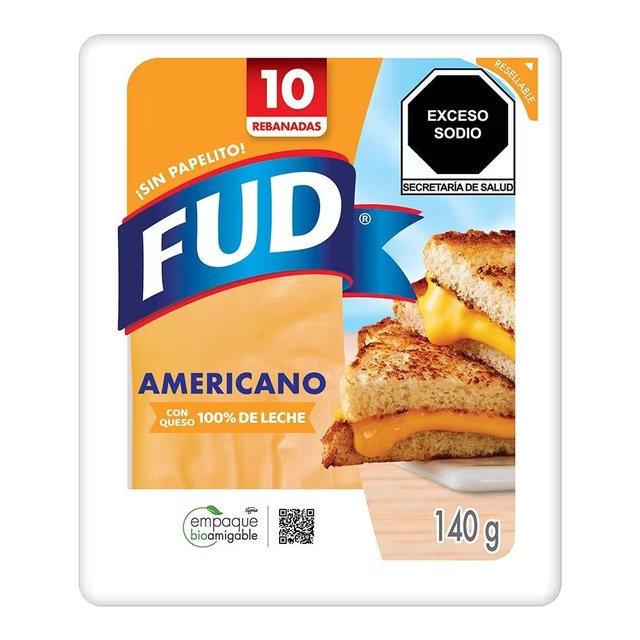 10
REBANADAS
EXCESO
SODIO
SECRETARÍA DE SALUD
RESELLABLE
¡SIN PAPELITO!
FUD®
AMERICANO
CON
QUESO 100% DE LECHE
Sigma
empaque
bioamigable
140 g